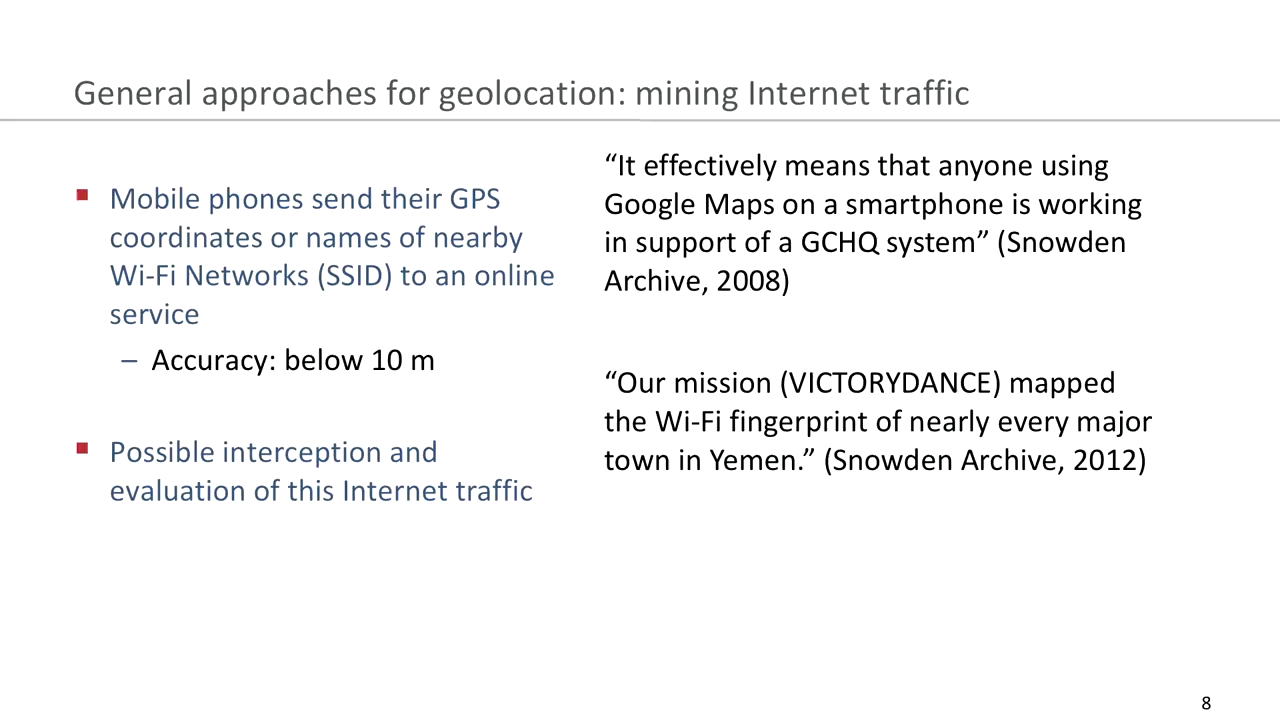 General approaches for geolocation: mining Internet traffic
▪ Mobile phones send their GPS
coordinates or names of nearby
Wi-Fi Networks (SSID) to an online
service
– Accuracy: below 10 m
▪ Possible interception and
evaluation of this Internet traffic
“It effectively means that anyone using
Google Maps on a smartphone is working
in support of a GCHQ system” (Snowden
Archive, 2008)
“Our mission (VICTORYDANCE) mapped
the Wi-Fi fingerprint of nearly every major
town in Yemen.” (Snowden Archive, 2012)
8